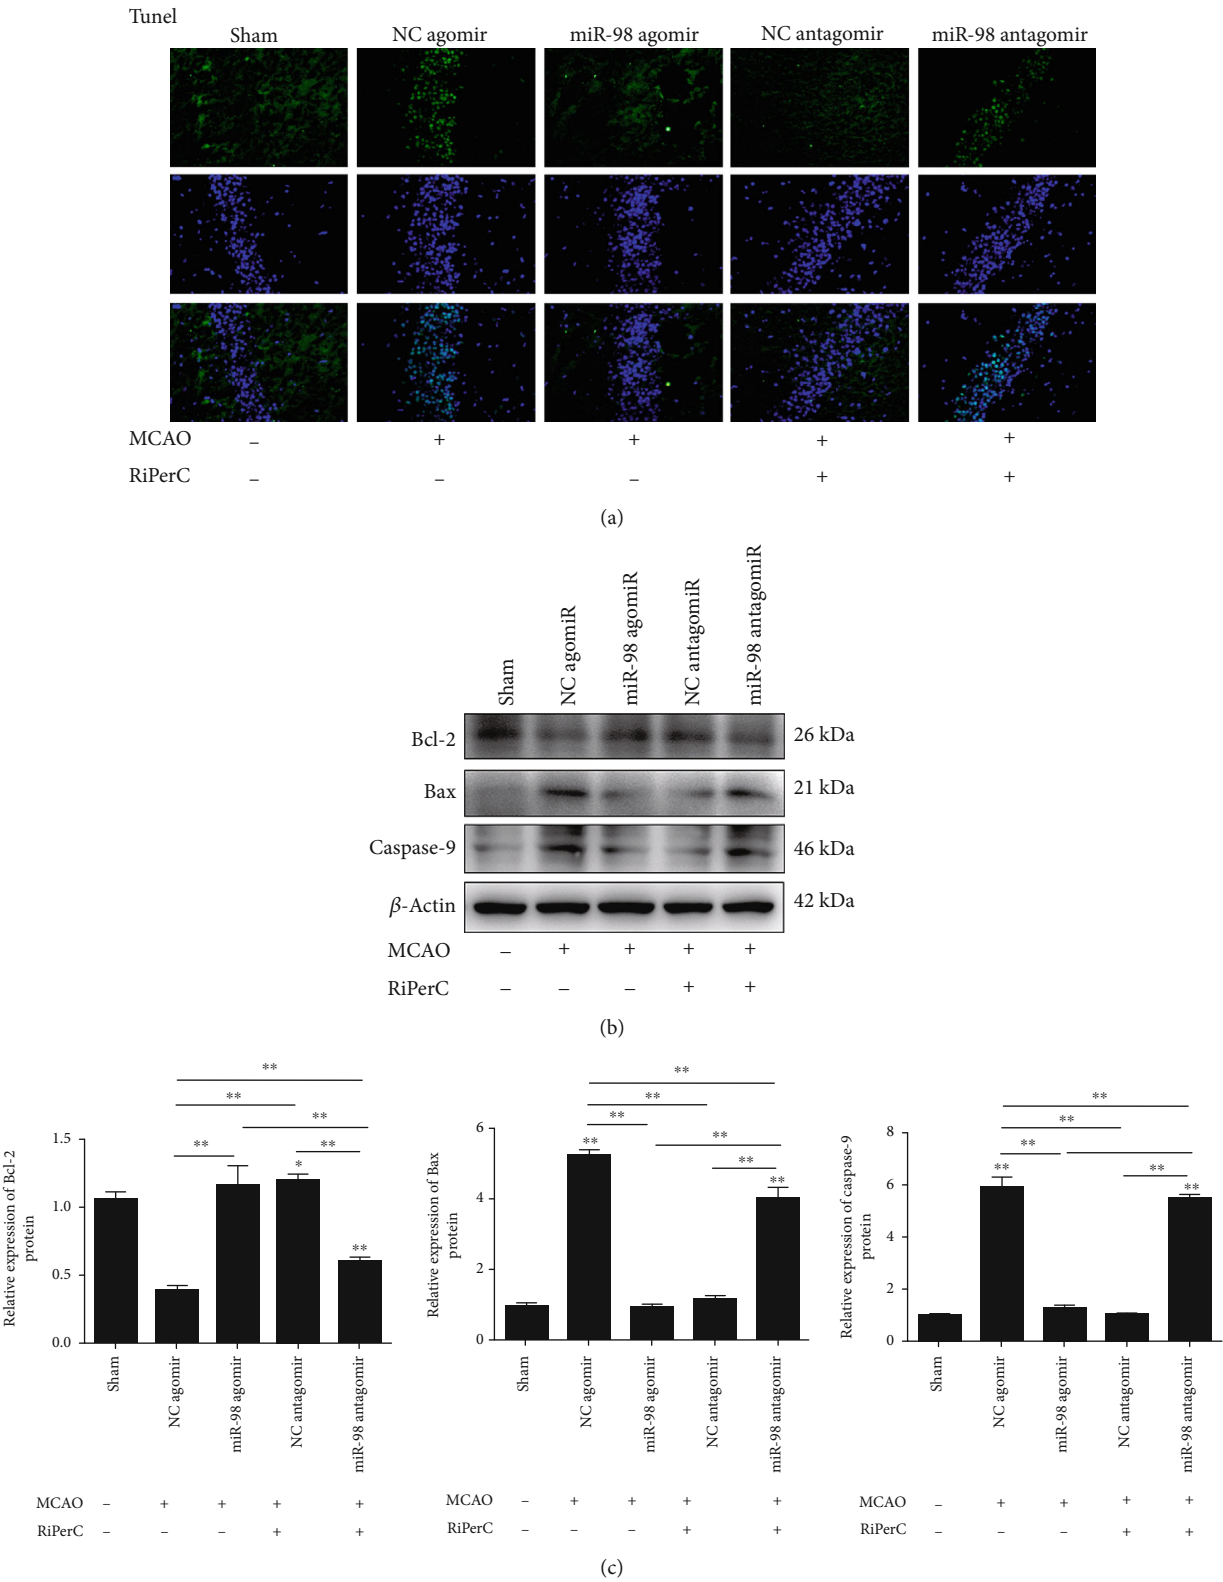 Tunel
Sham NC agomir miR-98 agomir NC antagomir miR-98 antagomir
MCAO – + + + +
RiPerC – – – + +
(a)
Sham NC agomiR miR-98 agomiR NC antagomiR miR-98 antagomiR
Bcl-2 26 kDa
Bax 21 kDa
Caspase-9 46 kDa
β-Actin 42 kDa
MCAO – + + + +
RiPerC – – – + +
(b)
Relative expression of Bcl-2
protein
1.5
1.0
0.5
0.0
**
**
**
**
**
*
**
Sham NC agomir miR-98 agomir NC antagomir miR-98 antagomir
MCAO – + + + +
RiPerC – – – + +
Relative expression of Bax
protein
6
4
2
0
**
**
**
**
**
**
**
Sham NC agomir miR-98 agomir NC antagomir miR-98 antagomir
MCAO – + + + +
RiPerC – – – + +
Relative expression of caspase-9
protein
8
6
4
2
0
**
**
**
**
**
**
Sham NC agomir miR-98 agomir NC antagomir miR-98 antagomir
MCAO – + + + +
RiPerC – – – + +
(c)